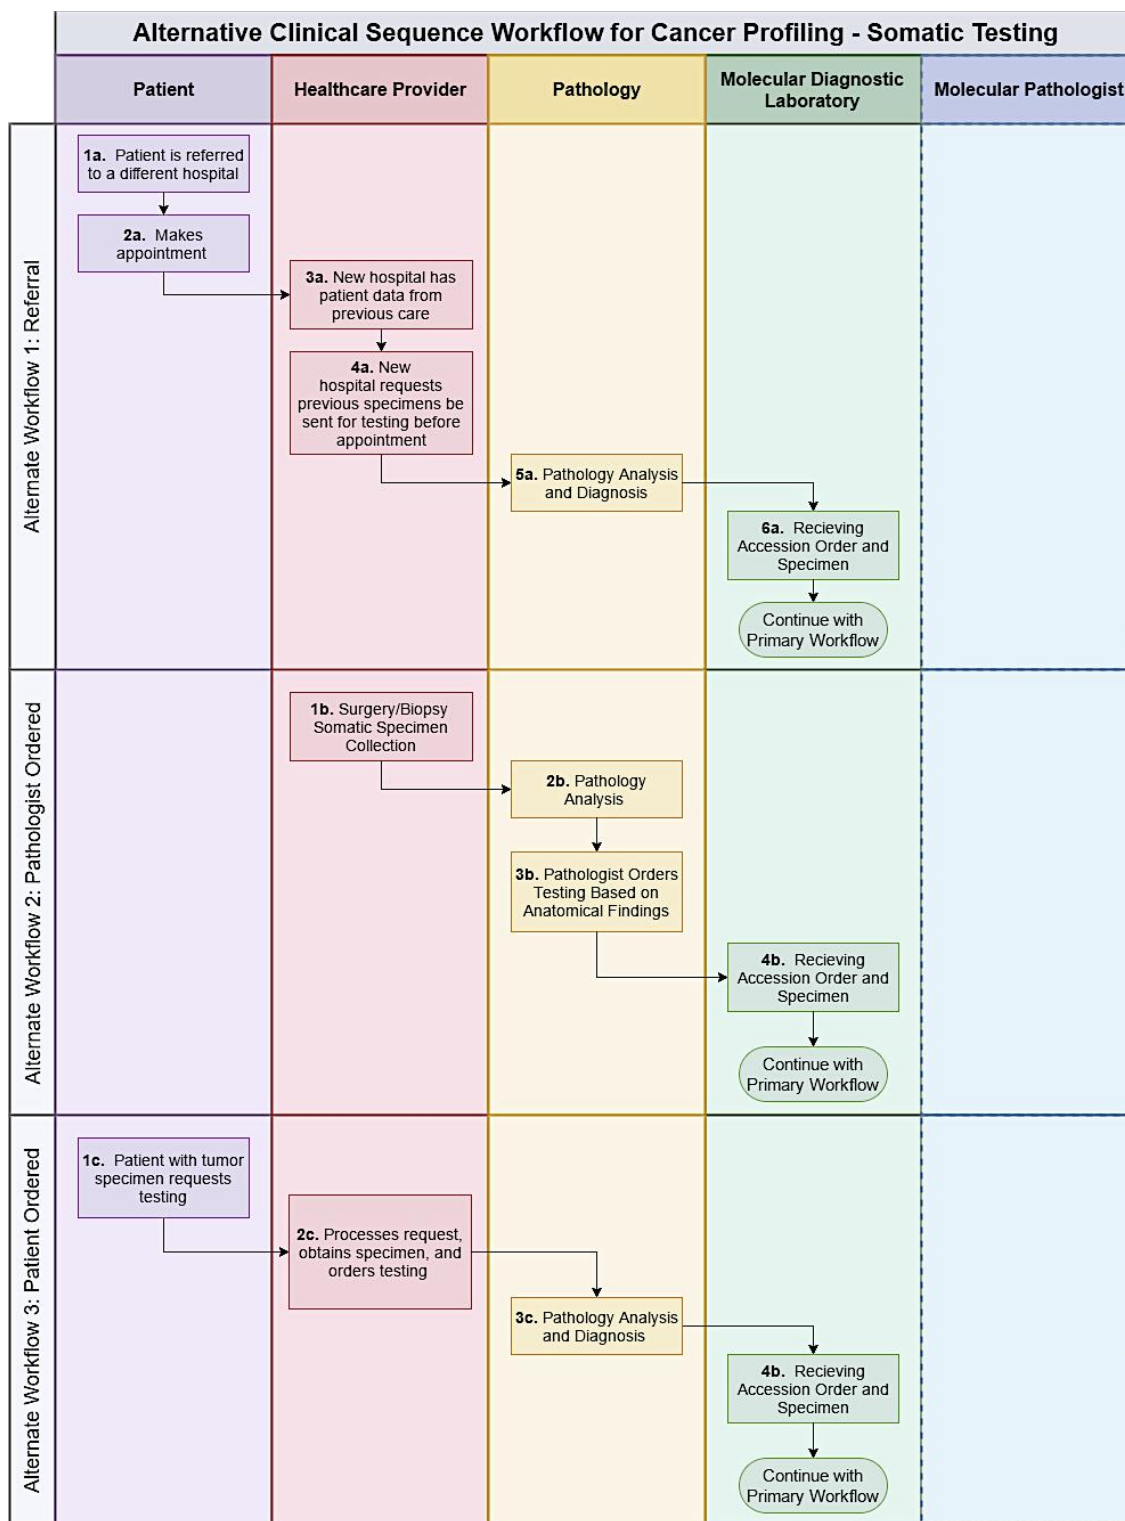 Alternative Clinical Sequence Workflow for Cancer Profiling - Somatic Testing
Patient
Healthcare Provider
Pathology
Molecular Diagnostic
Laboratory
Molecular Pathologist
Alternate Workflow 1: Referral
1a. Patient is referred
to a different hospital
2a. Makes
appointment
3a. New hospital has
patient data from
previous care
4a. New
hospital requests
previous specimens be
sent for testing before
appointment
5a. Pathology Analysis
and Diagnosis
6a. Recieving
Accession Order and
Specimen
Continue with
Primary Workflow
Alternate Workflow 2: Pathologist Ordered
1b. Surgery/Biopsy
Somatic Specimen
Collection
2b. Pathology
Analysis
3b. Pathologist Orders
Testing Based on
Anatomical Findings
4b. Recieving
Accession Order and
Specimen
Continue with
Primary Workflow
Alternate Workflow 3: Patient Ordered
1c. Patient with tumor
specimen requests
testing
2c. Processes request,
obtains specimen, and
orders testing
3c. Pathology Analysis
and Diagnosis
4b. Recieving
Accession Order and
Specimen
Continue with
Primary Workflow